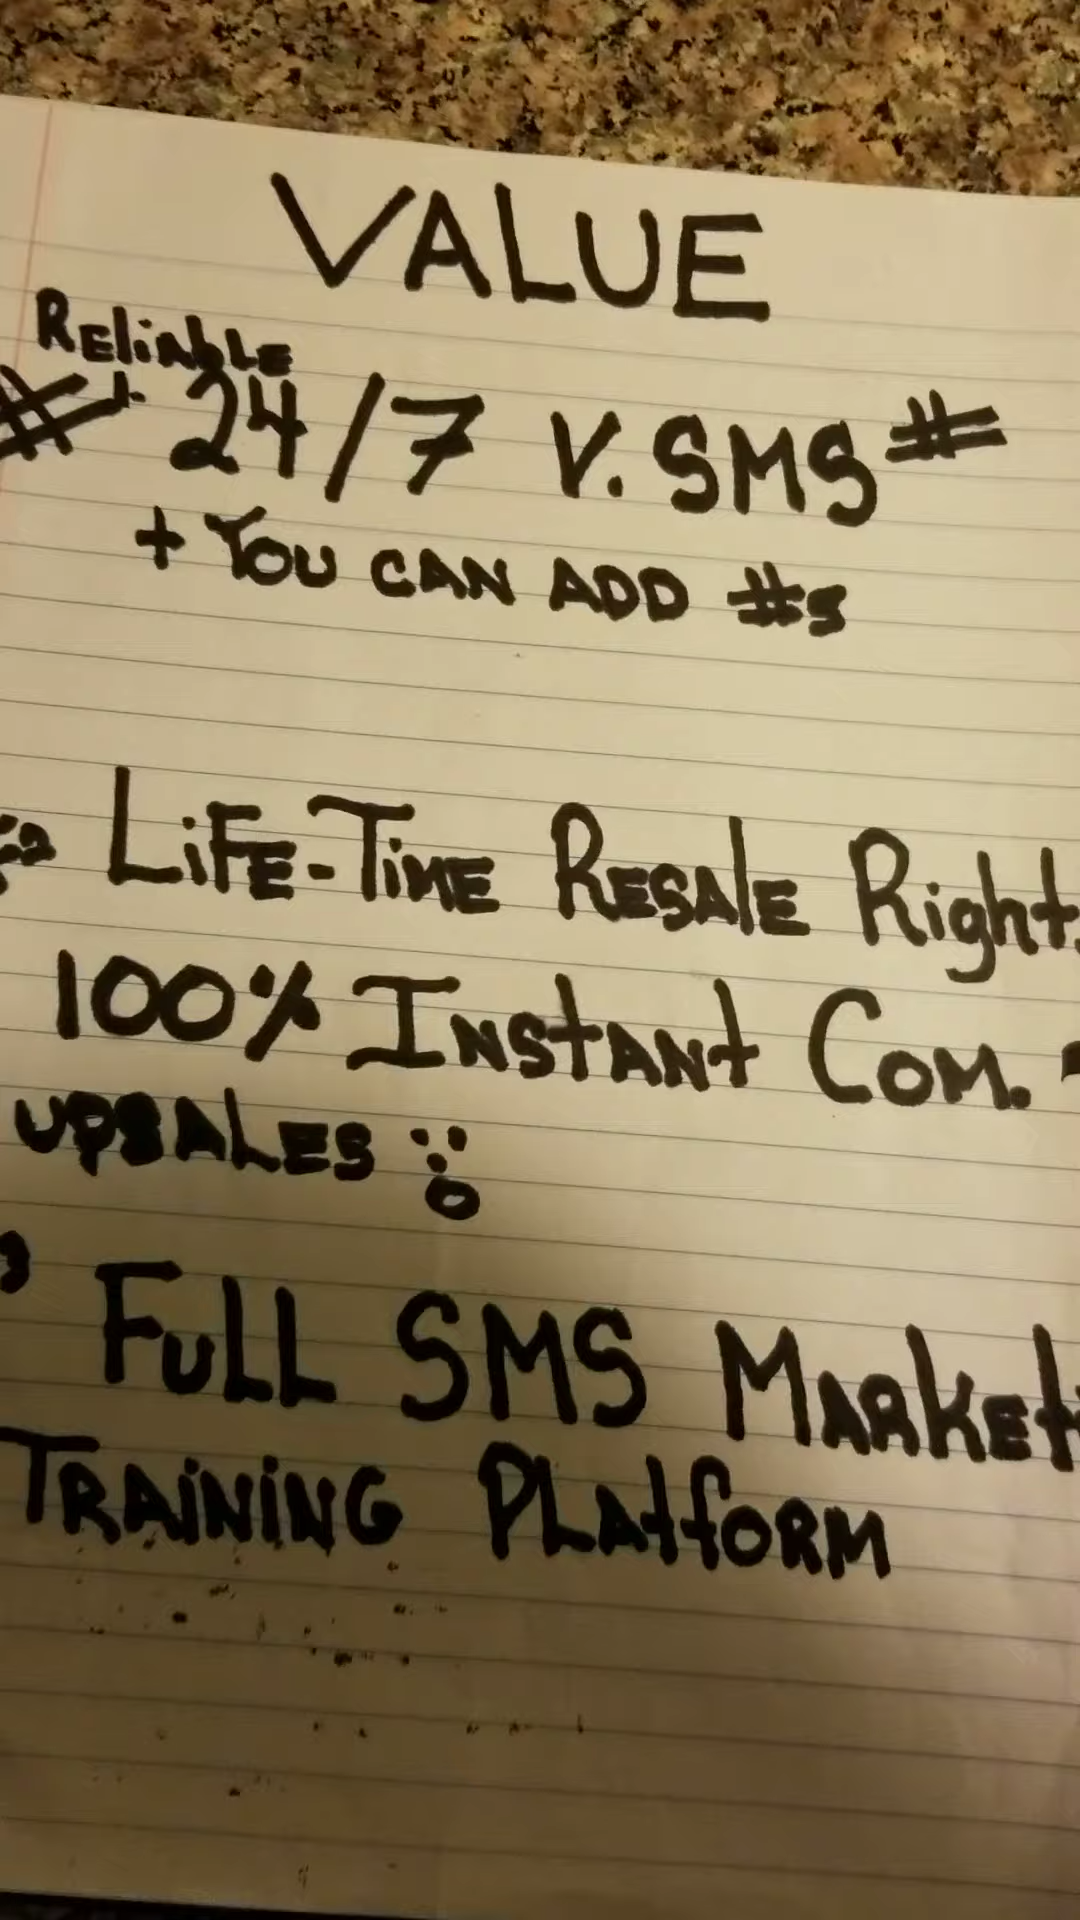 VALUE
Reliable
24/7 V. SMS #
+ You CAN ADD #s
Life-Time Resale Right
100% Instant Com. -
upsales
Full SMS Market
Training Platform